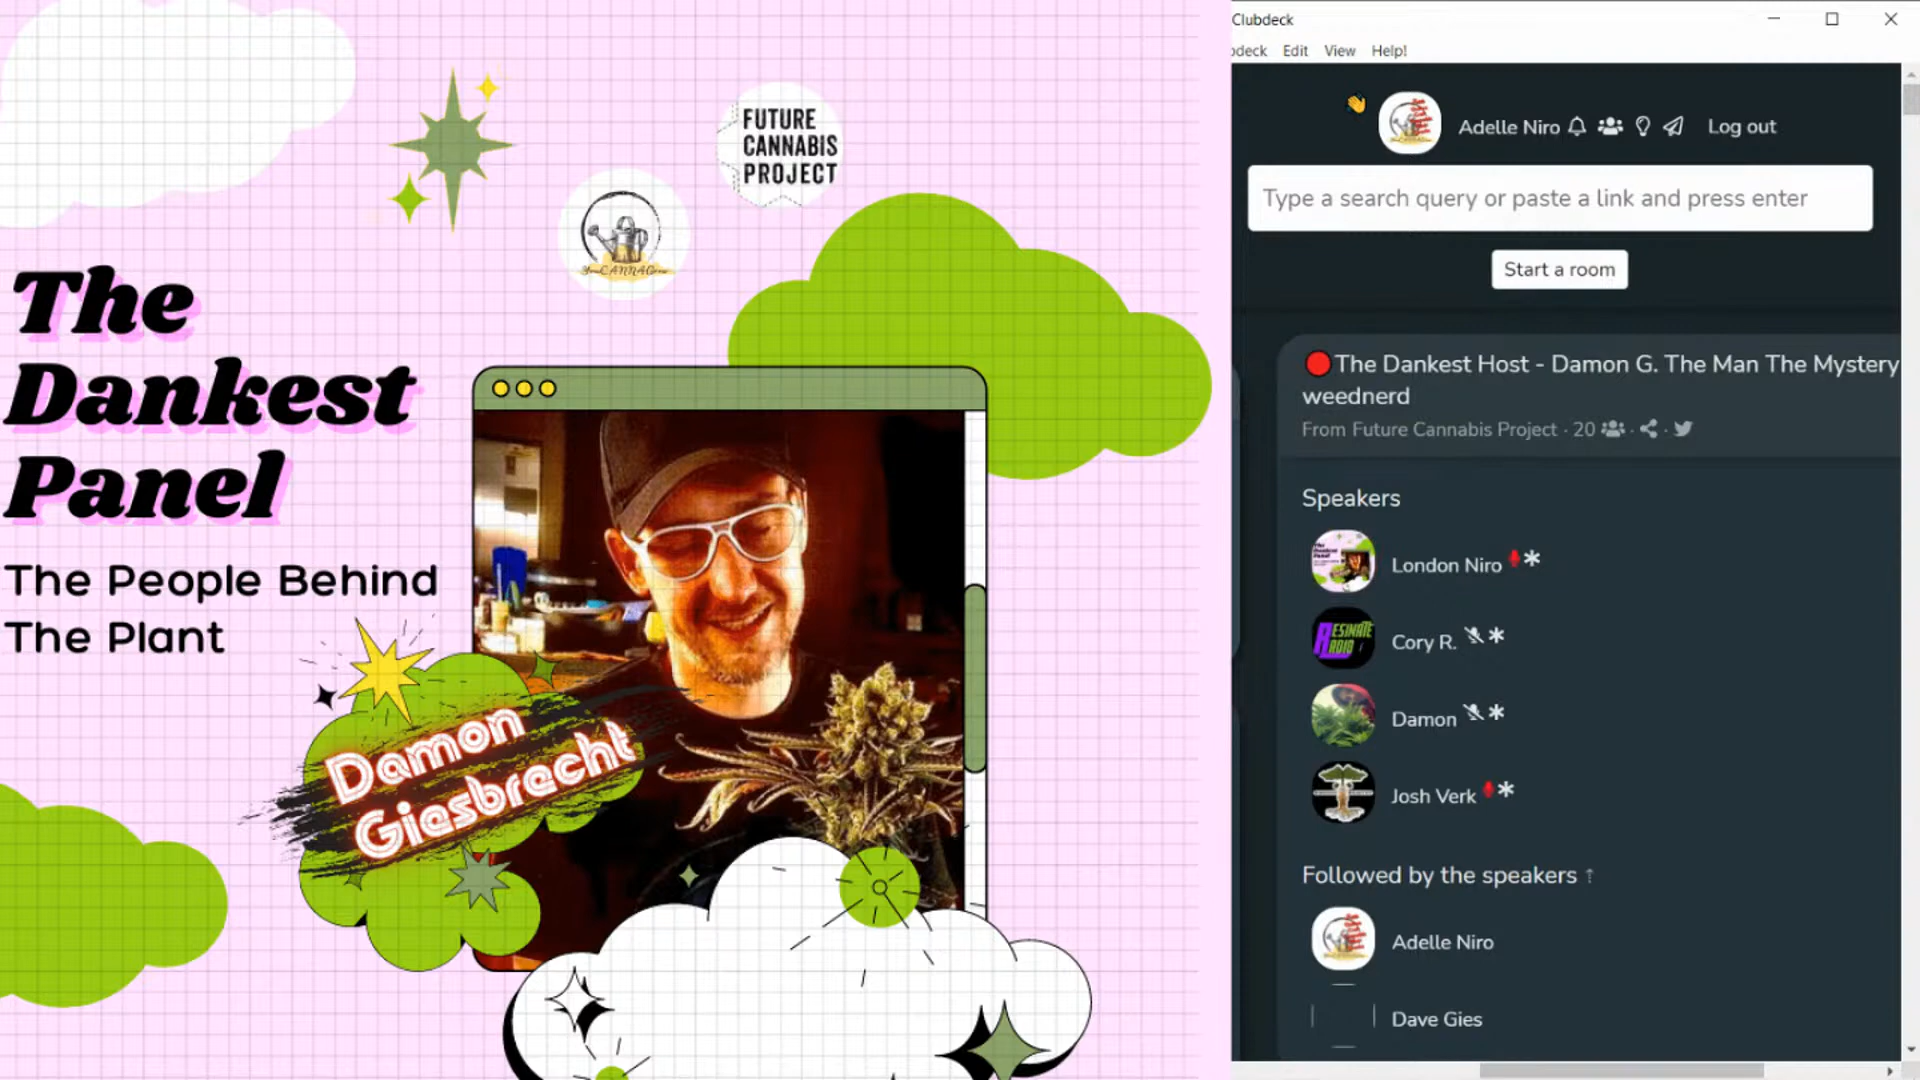 FUTURE
CANNABIS
PROJECT
YouCANNAGrow
The
Dankest
Panel
The People Behind
The Plant
Damon
Giesbrecht
Clubdeck
Edit View Help!
Adelle Niro Log out
Type a search query or paste a link and press enter
Start a room
The Dankest Host - Damon G. The Man The Mystery
weednerd
From Future Cannabis Project · 20
Speakers
London Niro
RESINATE
RADIO
Cory R.
Damon
Josh Verk
Followed by the speakers ↑
Adelle Niro
Dave Gies